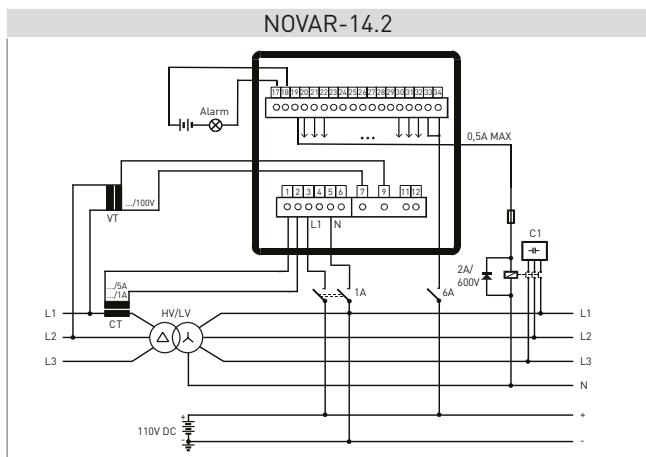 NOVAR-14.2
17 18 19 20 21 22 23 24 25 26 27 28 29 30 31 32 33 34
Alarm
...
0,5A MAX
1 2 3 4 5 6 7 9 11 12
.../100V
VT
L1 N
C1
2A/
600V
.../5A
.../1A
1A
6A
L1 HV/LV L1
CT
L2 L2
L3 L3
N
+ +
110V DC
- -